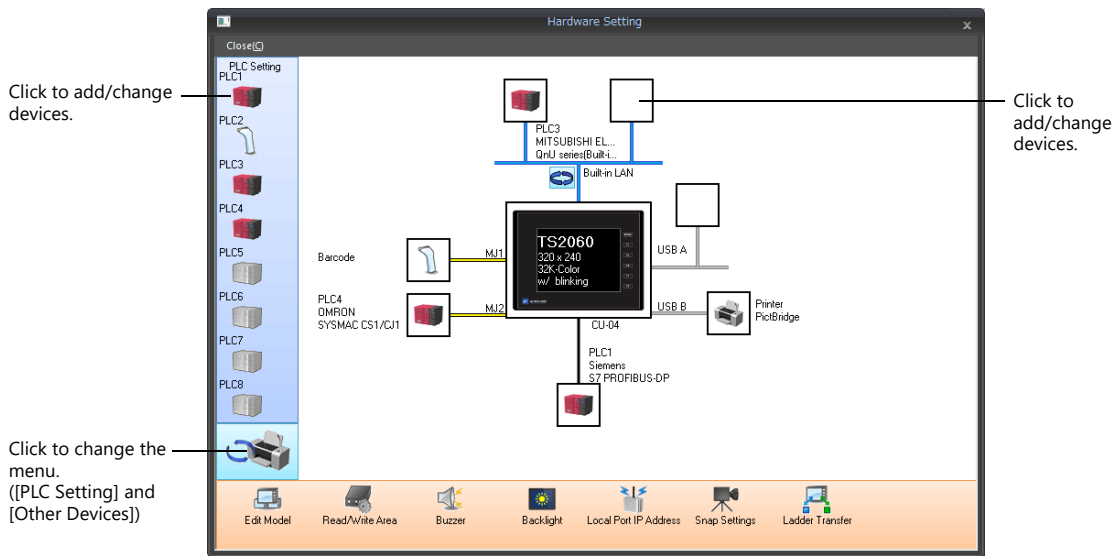 Hardware Setting
x
Close(C)
PLC Setting
PLC1
PLC2
PLC3
PLC4
PLC5
PLC6
PLC7
PLC8
Click to add/change
devices.
Click to change the
menu.
([PLC Setting] and
[Other Devices])
PLC3
MITSUBISHI EL...
QnU series(Built-i...
Built-in LAN
Click to
add/change
devices.
TS2060
320 x 240
32K-Color
w/ blinking
Barcode
MJ1
PLC4
OMRON
SYSMAC CS1/CJ1
MJ2
USB A
USB B
Printer
PictBridge
CU-04
PLC1
Siemens
S7 PROFIBUS-DP
Edit Model
Read/Write Area
Buzzer
Backlight
Local Port IP Address
Snap Settings
Ladder Transfer